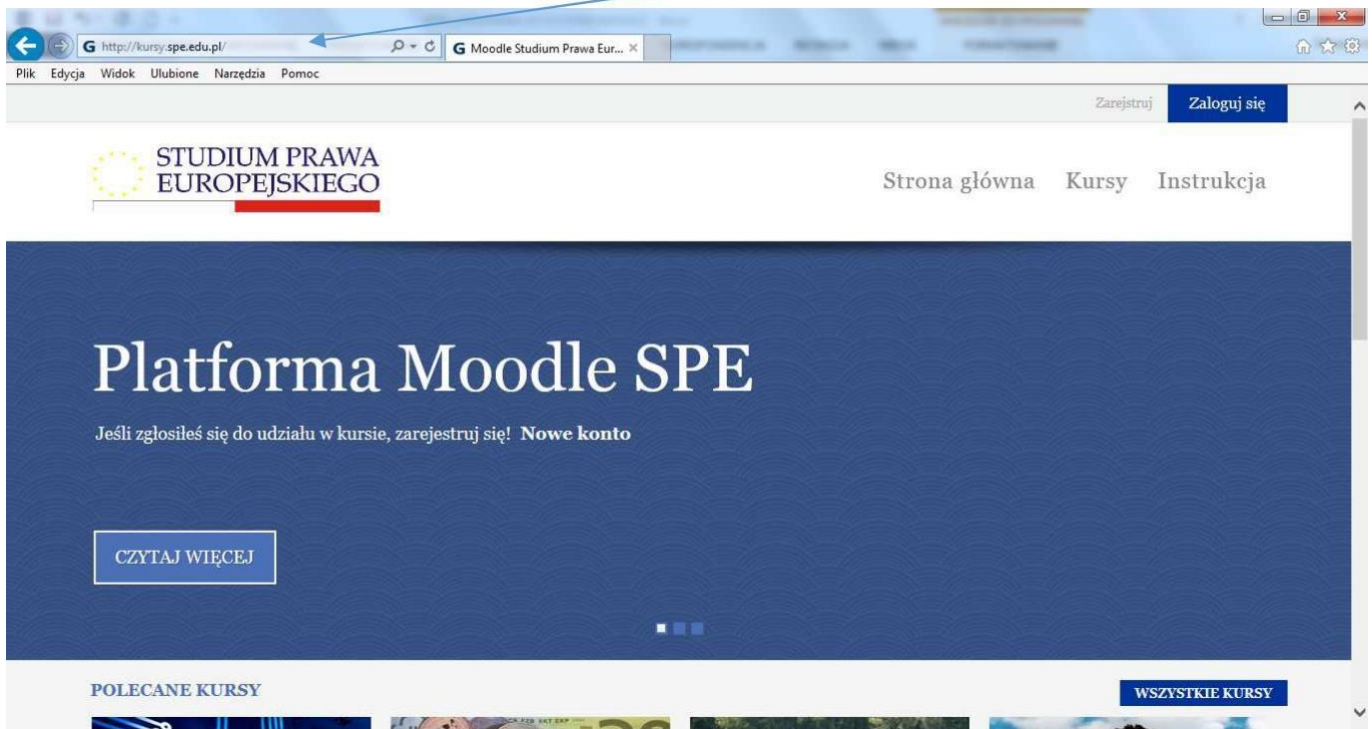 http://kursy.spe.edu.pl/
G Moodle Studium Prawa Eur...
Plik Edycja Widok Ulubione Narzędzia Pomoc
Zarejstruj Zaloguj się
STUDIUM PRAWA
EUROPEJSKIEGO
Strona główna Kursy Instrukcja
Platforma Moodle SPE
Jeśli zgłosiłeś się do udziału w kursie, zarejestruj się! Nowe konto
CZYTAJ WIĘCEJ
POLECANE KURSY
WSZYSTKIE KURSY